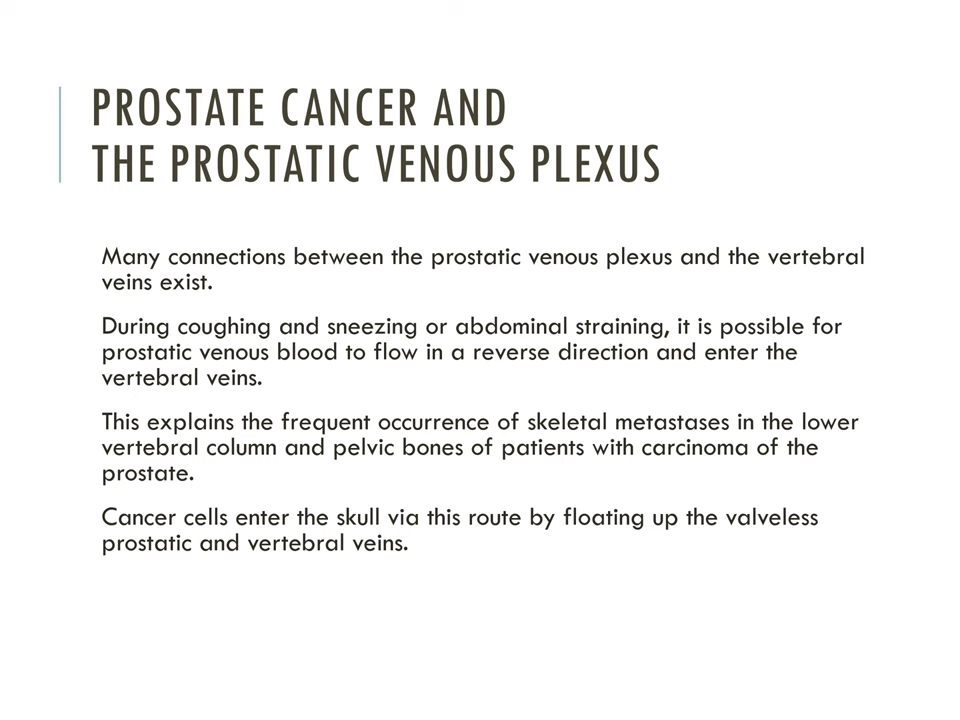 PROSTATE CANCER AND
THE PROSTATIC VENOUS PLEXUS
Many connections between the prostatic venous plexus and the vertebral
veins exist.
During coughing and sneezing or abdominal straining, it is possible for
prostatic venous blood to flow in a reverse direction and enter the
vertebral veins.
This explains the frequent occurrence of skeletal metastases in the lower
vertebral column and pelvic bones of patients with carcinoma of the
prostate.
Cancer cells enter the skull via this route by floating up the valveless
prostatic and vertebral veins.